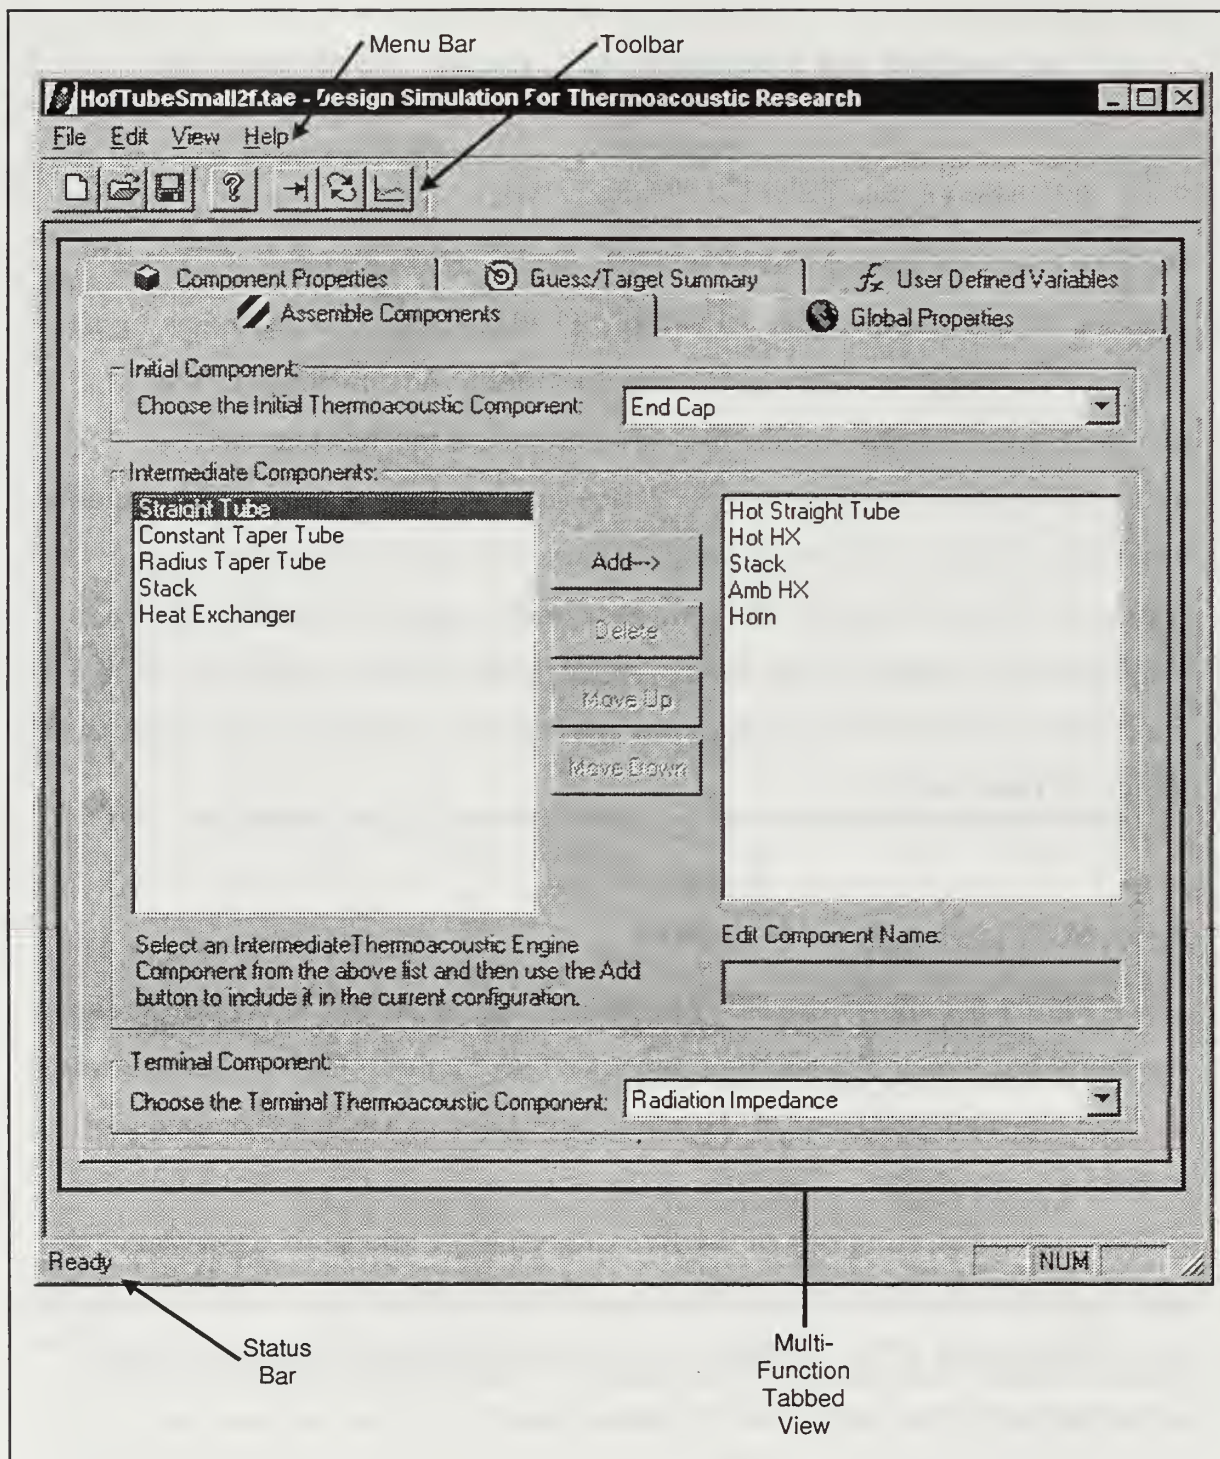 Menu Bar
Toolbar
HofTubeSmall2f.tae - Design Simulation For Thermoacoustic Research
File Edit View Help
Component Properties
Guess/Target Summary
User Defined Variables
Assemble Components
Global Properties
Initial Component:
Choose the Initial Thermoacoustic Component:
End Cap
Intermediate Components:
Straight Tube
Constant Taper Tube
Radius Taper Tube
Stack
Heat Exchanger
Add-->
Delete
Move Up
Move Down
Hot Straight Tube
Hot HX
Stack
Amb HX
Horn
Select an IntermediateThermoacoustic Engine
Component from the above list and then use the Add
button to include it in the current configuration.
Edit Component Name:
Terminal Component:
Choose the Terminal Thermoacoustic Component:
Radiation Impedance
Ready
NUM
Status
Bar
Multi-
Function
Tabbed
View